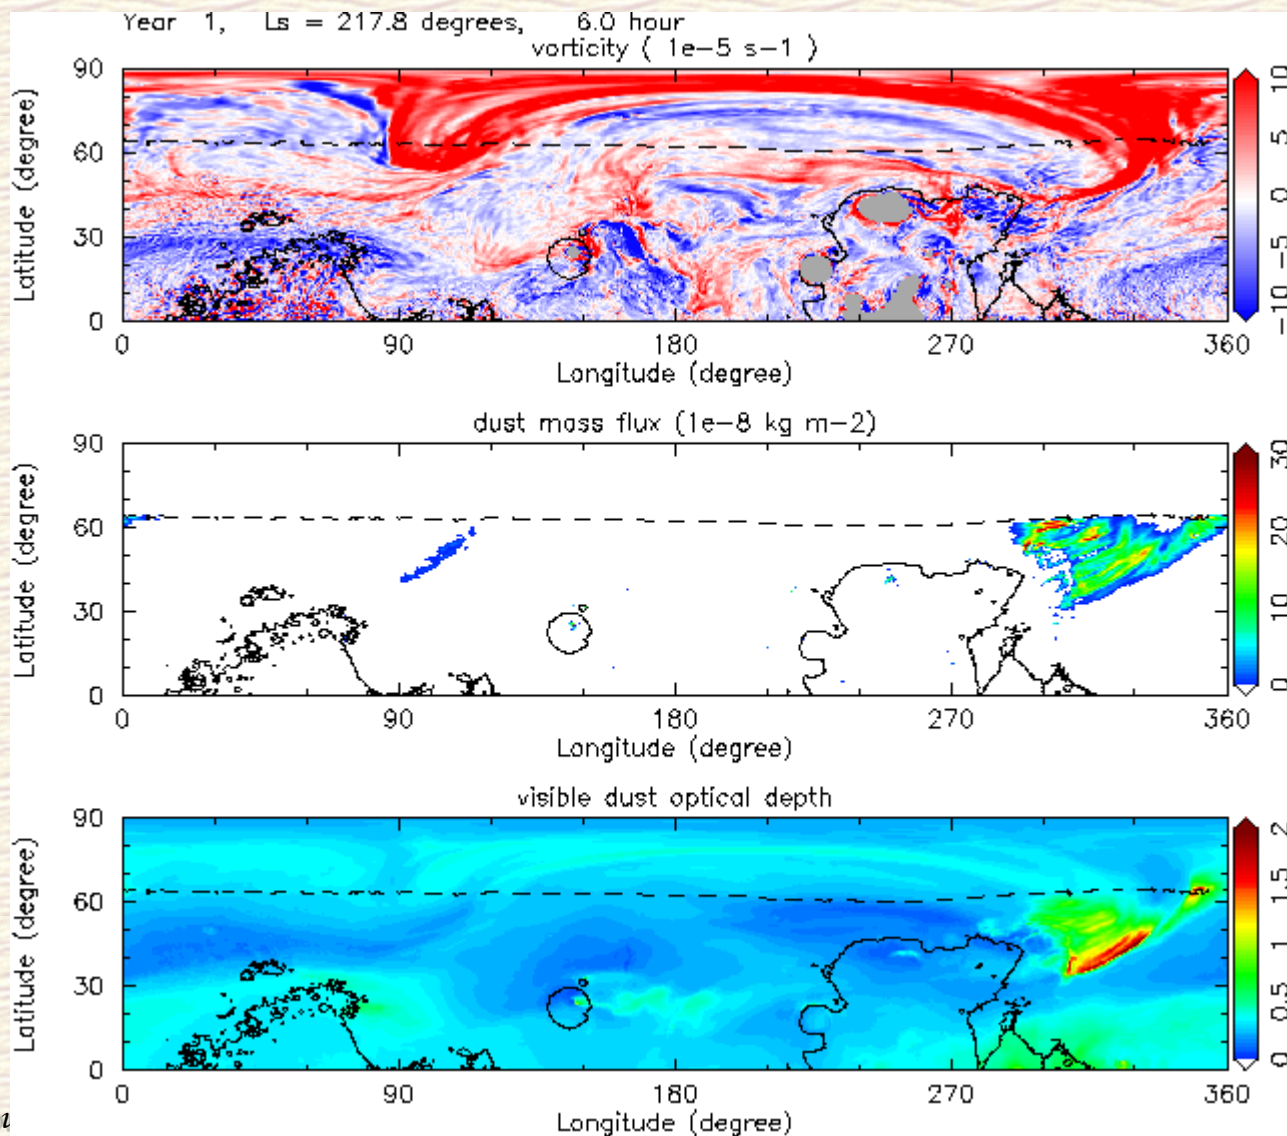 Year 1, Ls = 217.8 degrees, 6.0 hour
vorticity ( 1e-5 s-1 )
90
60
30
0
Latitude (degree)
0 90 180 270 360
Longitude (degree)
10
5
0
-5
dust mass flux (1e-8 kg m-2)
90
60
30
0
Latitude (degree)
0 90 180 270 360
Longitude (degree)
30
20
10
0
visible dust optical depth
90
60
30
0
Latitude (degree)
0 90 180 270 360
Longitude (degree)
2
1.5
1
0.5
0